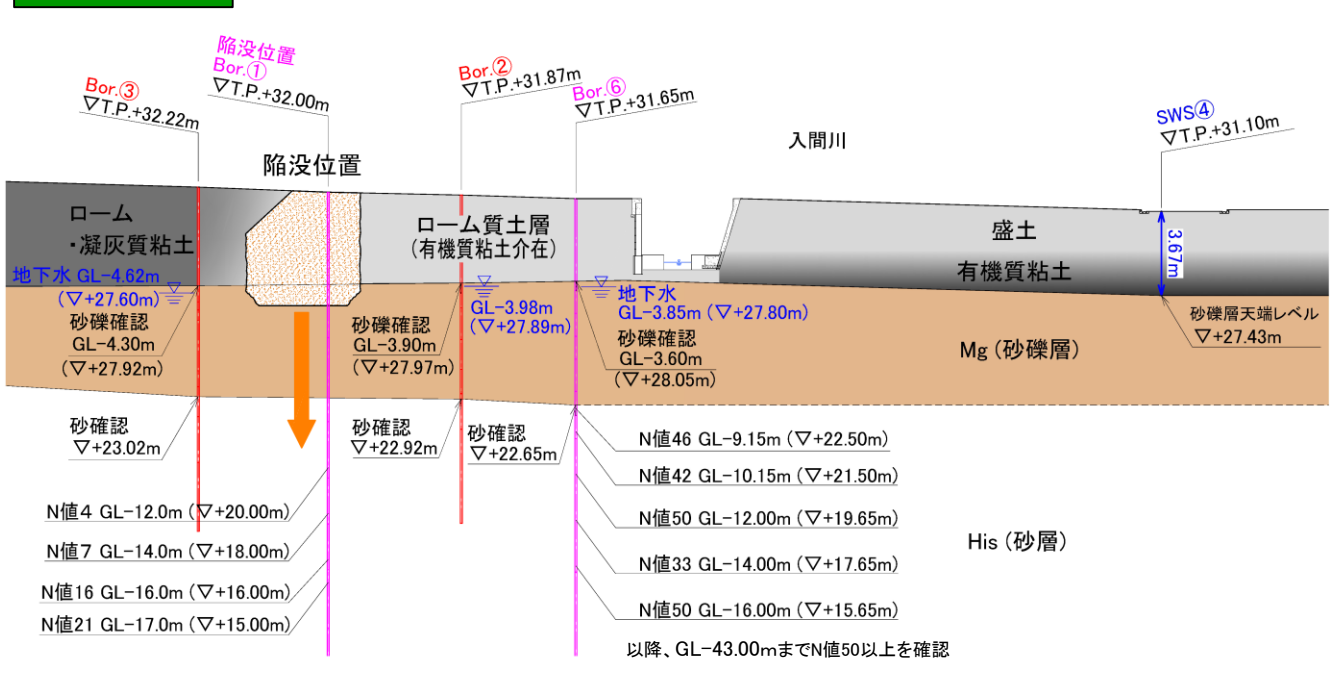 陥没位置
Bor.①
▽T.P.+32.00m
Bor.③
▽T.P.+32.22m
Bor.②
▽T.P.+31.87m
Bor.⑥
▽T.P.+31.65m
SWS④
▽T.P.+31.10m
入間川
陥没位置
ローム
・凝灰質粘土
ローム質土層
(有機質粘土介在)
盛土
有機質粘土
3.67m
地下水 GL-4.62m
(▽+27.60m)
砂礫確認
GL-4.30m
(▽+27.92m)
GL-3.98m
(▽+27.89m)
砂礫確認
GL-3.90m
(▽+27.97m)
地下水
GL-3.85m (▽+27.80m)
砂礫確認
GL-3.60m
(▽+28.05m)
砂礫層天端レベル
▽+27.43m
Mg (砂礫層)
砂確認
▽+23.02m
砂確認
▽+22.92m
砂確認
▽+22.65m
N値4 GL-12.0m (▽+20.00m)
N値7 GL-14.0m (▽+18.00m)
N値16 GL-16.0m (▽+16.00m)
N値21 GL-17.0m (▽+15.00m)
N値46 GL-9.15m (▽+22.50m)
N値42 GL-10.15m (▽+21.50m)
N値50 GL-12.00m (▽+19.65m)
N値33 GL-14.00m (▽+17.65m)
N値50 GL-16.00m (▽+15.65m)
以降、GL-43.00mまでN値50以上を確認
His (砂層)